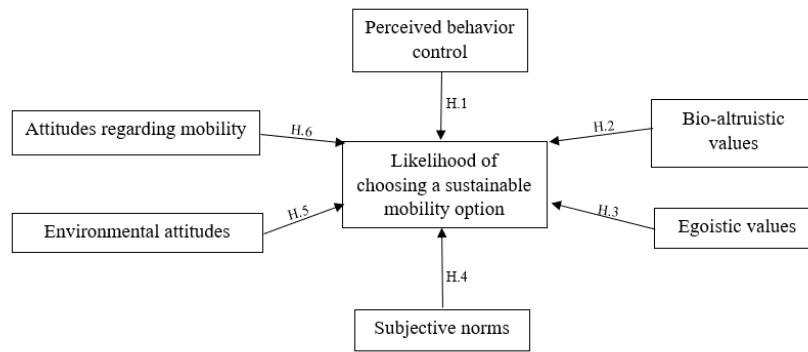 Perceived behavior
control
H.1
Attitudes regarding mobility
H.6
H.2
Bio-altruistic
values
Likelihood of
choosing a sustainable
mobility option
Environmental attitudes
H.5
H.3
Egoistic values
H.4
Subjective norms